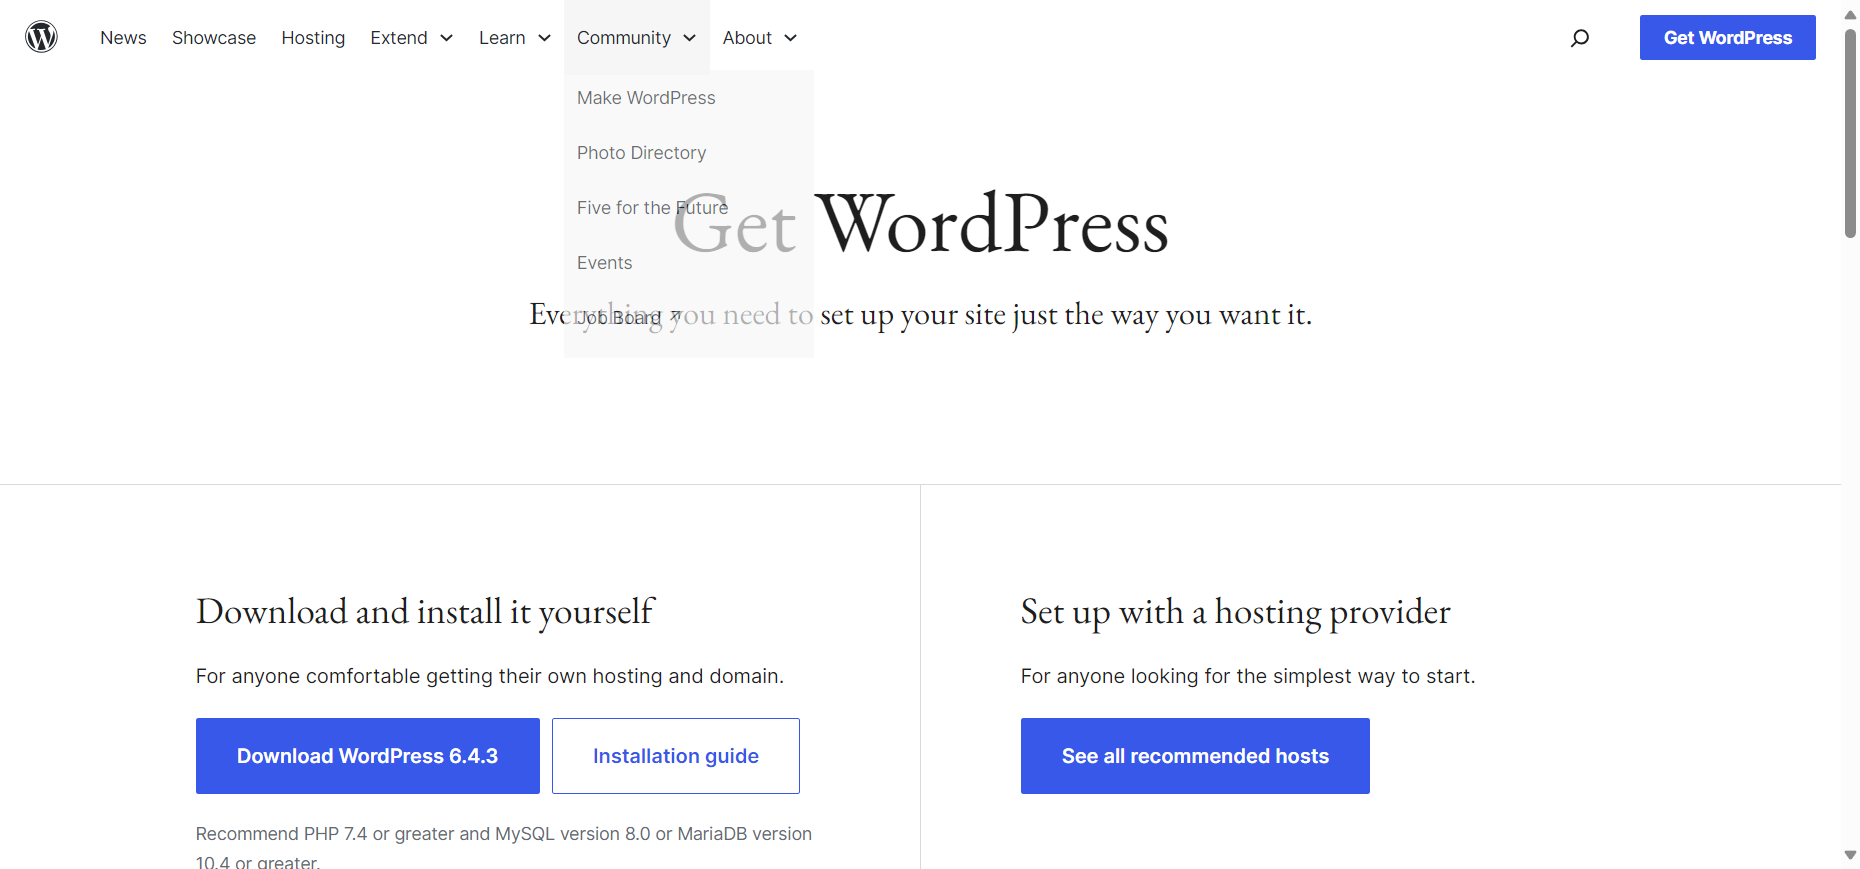 News Showcase Hosting Extend Learn Community About Get WordPress
Make WordPress
Photo Directory
Five for the Future
Events
Job Board ↗
Get WordPress
Everything you need to set up your site just the way you want it.
Download and install it yourself
For anyone comfortable getting their own hosting and domain.
Download WordPress 6.4.3 Installation guide
Recommend PHP 7.4 or greater and MySQL version 8.0 or MariaDB version
10.4 or greater.
Set up with a hosting provider
For anyone looking for the simplest way to start.
See all recommended hosts